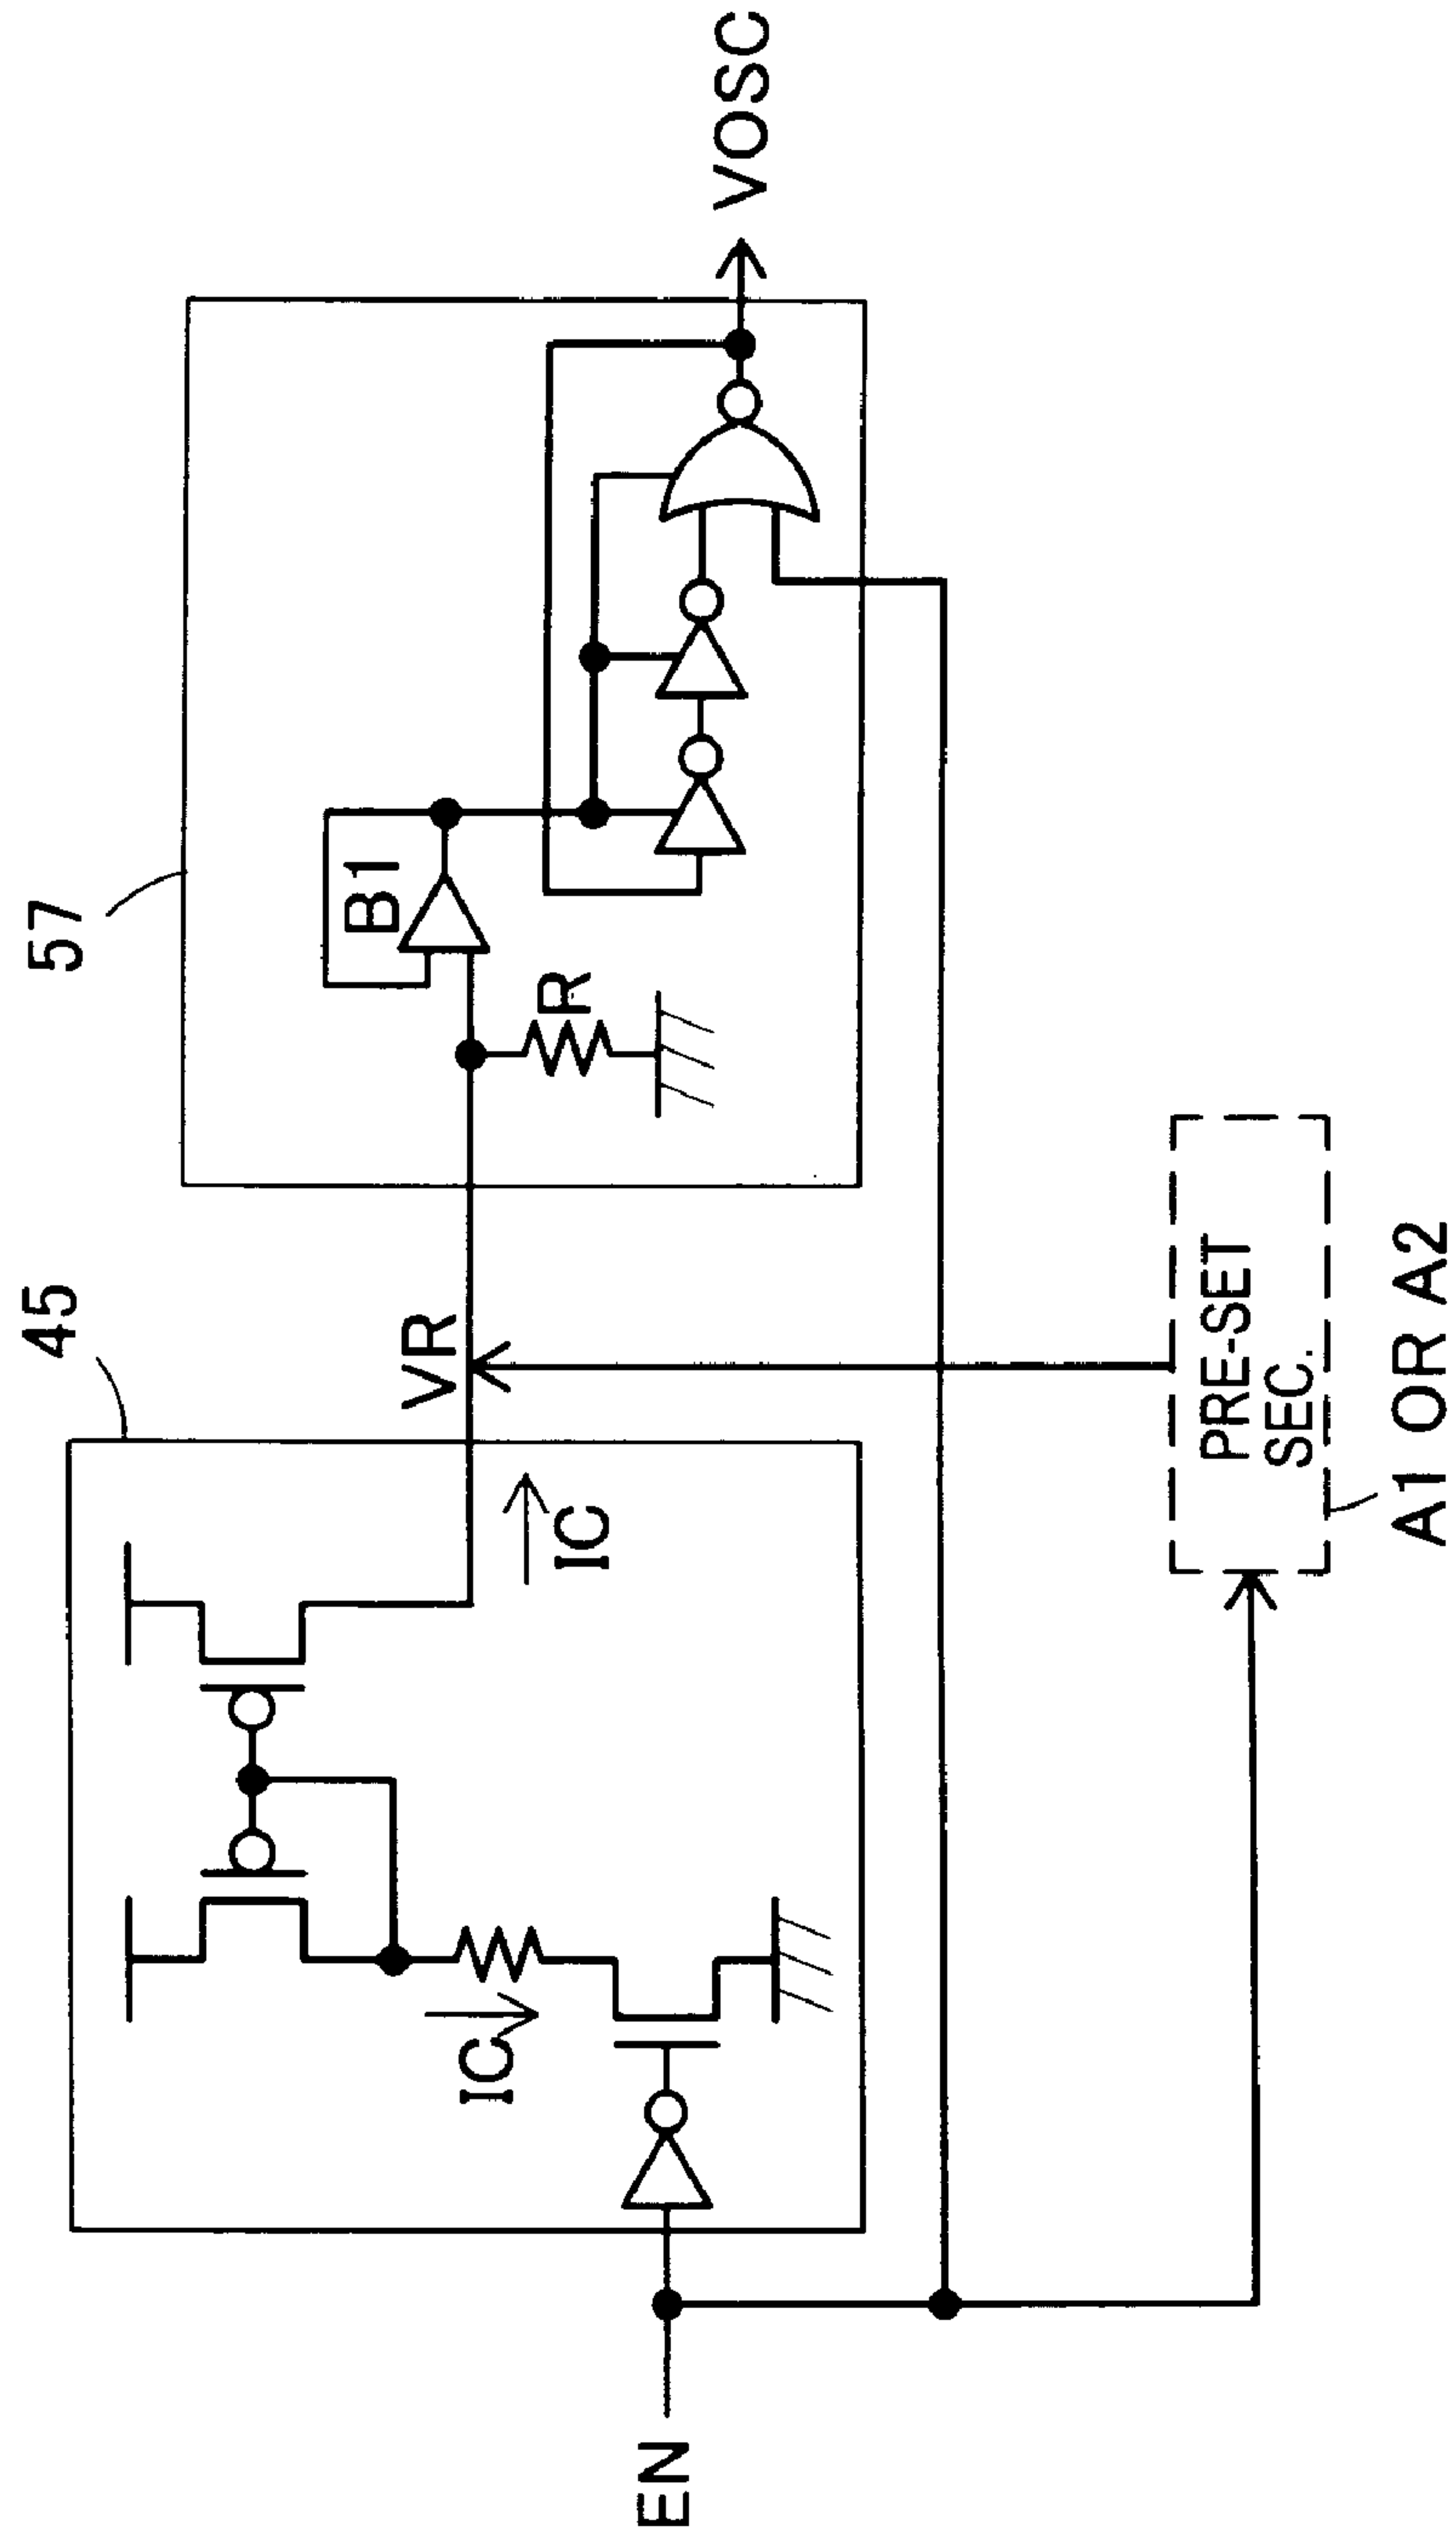 57
45
B1
VR
R
VOSC
IC
IC
EN
PRE-SET
SEC.
A1 OR A2